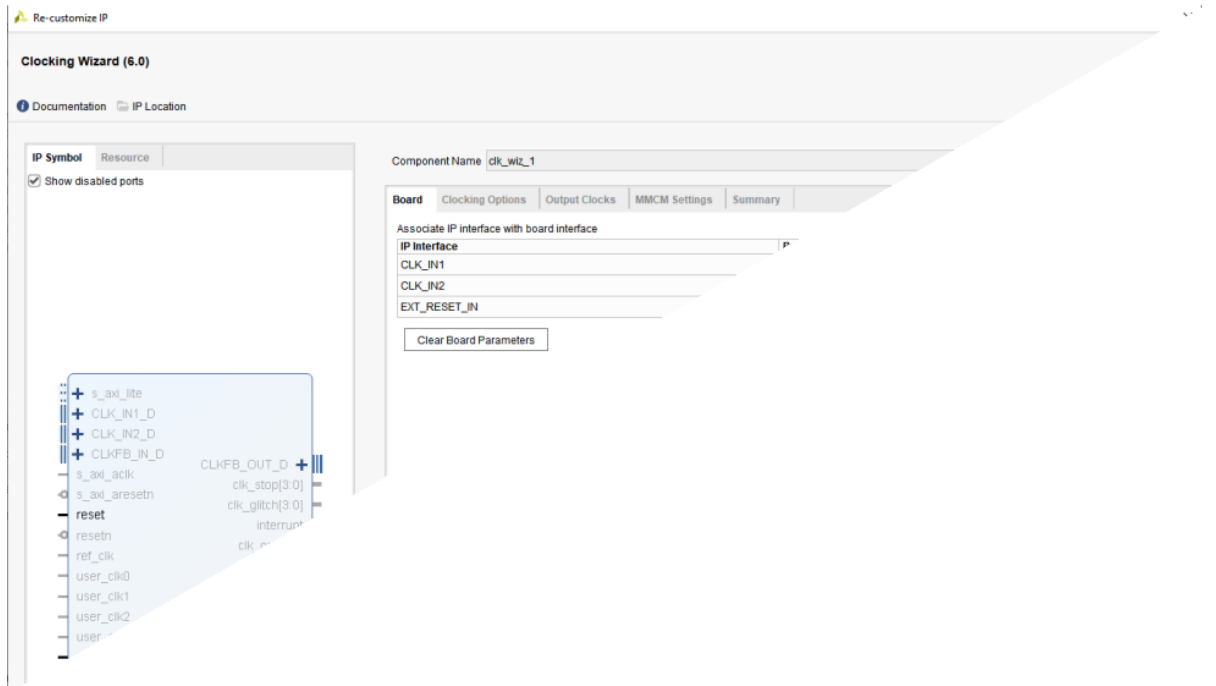 Re-customize IP
Clocking Wizard (6.0)
Documentation IP Location
IP Symbol Resource
Show disabled ports
Component Name clk_wiz_1
Board Clocking Options Output Clocks MMCM Settings Summary
Associate IP interface with board interface
IP Interface
CLK_IN1
CLK_IN2
EXT_RESET_IN
Clear Board Parameters
s_axi_lite
CLK_IN1_D
CLK_IN2_D
CLKFB_IN_D
s_axi_aclk
s_axi_aresetn
reset
resetn
ref_clk
user_clk0
user_clk1
user_clk2
CLKFB_OUT_D
clk_stop[3:0]
clk_glitch[3:0]
interrupt